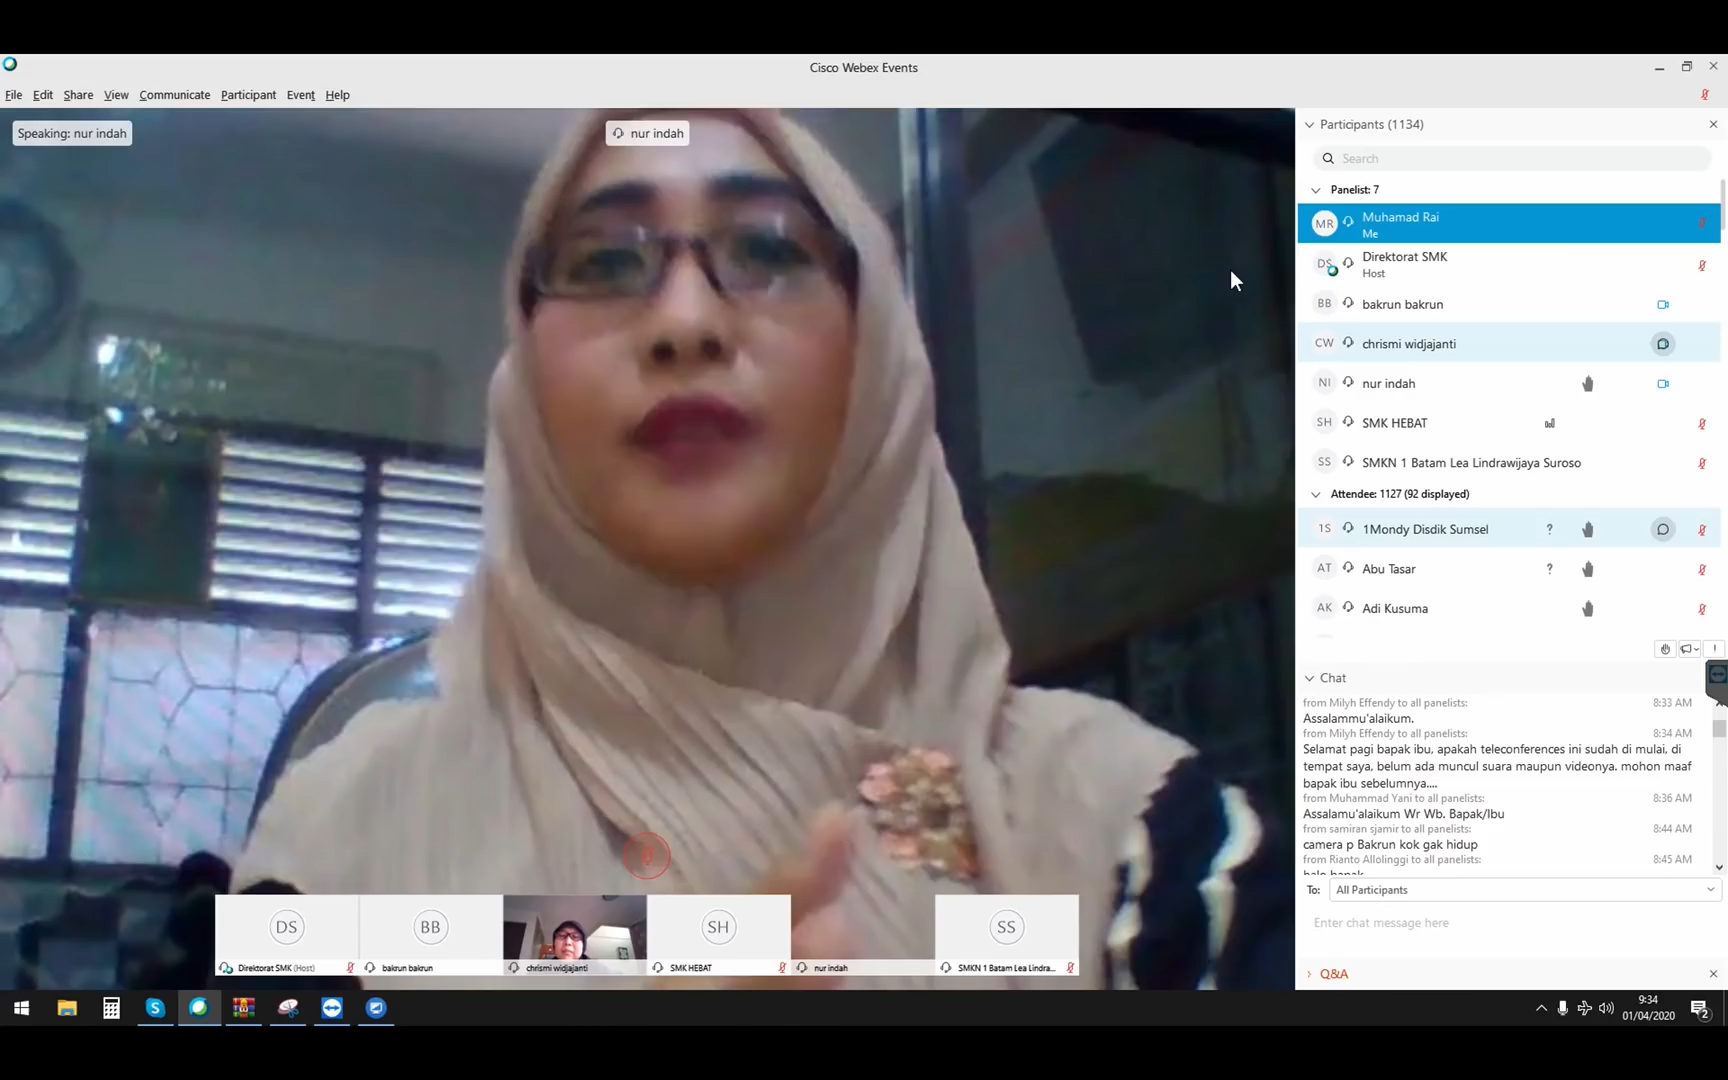 Cisco Webex Events
File Edit Share View Communicate Participant Event Help
Speaking: nur indah
nur indah
Participants (1134)
Search
Panelist: 7
MR Muhamad Rai
Me
DS Direktorat SMK
Host
BB bakrun bakrun
CW chrismi widjajanti
NI nur indah
SH SMK HEBAT
SS SMKN 1 Batam Lea Lindrawijaya Suroso
Attendee: 1127 (92 displayed)
1S 1Mondy Disdik Sumsel ?
AT Abu Tasar ?
AK Adi Kusuma
Chat
from Milyh Effendy to all panelists: 8:33 AM
Assalammu'alaikum.
from Milyh Effendy to all panelists: 8:34 AM
Selamat pagi bapak ibu, apakah teleconferences ini sudah di mulai, di
tempat saya, belum ada muncul suara maupun videonya. mohon maaf
bapak ibu sebelumnya....
from Muhammad Yani to all panelists: 8:36 AM
Assalamu'alaikum Wr Wb. Bapak/Ibu
from samiran sjamir to all panelists: 8:44 AM
camera p Bakrun kok gak hidup
from Rianto Allolinggi to all panelists: 8:45 AM
To: All Participants
Enter chat message here
Q&A
DS
Direktorat SMK (Host)
BB
bakrun bakrun
chrismi widjajanti
SH
SMK HEBAT
nur indah
SS
SMKN 1 Batam Lea Lindra...
S
9:34
01/04/2020
2